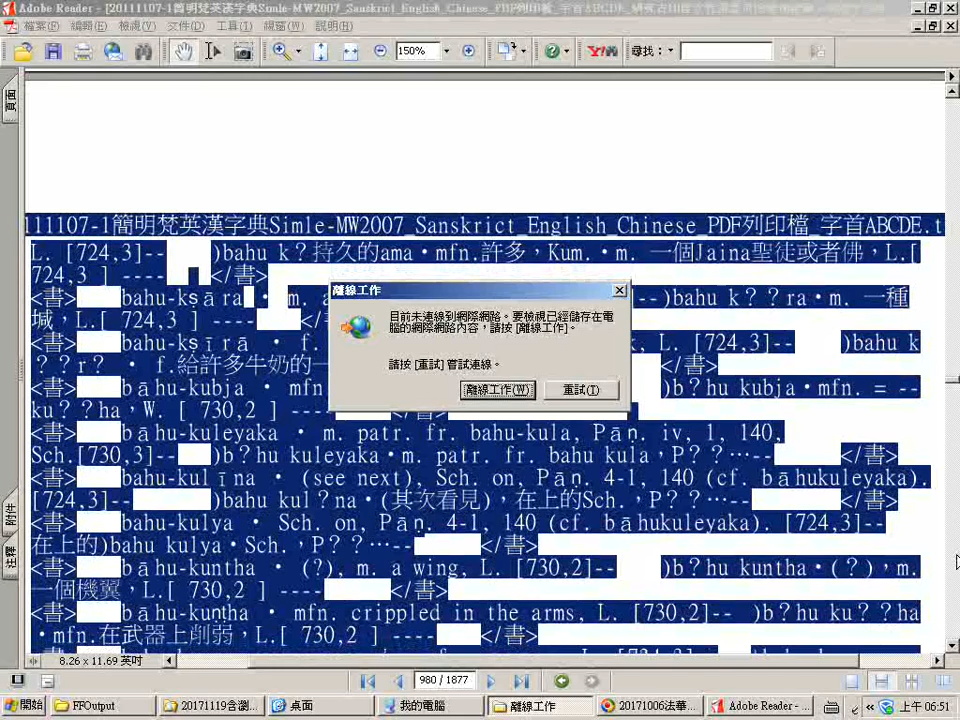 Adobe Reader - [20111107-1簡明梵英漢字典Simle-MW2007_Sanskrict_English_Chinese_PDF列印檔_字首ABCDE
檔案(F) 編輯(E) 檢視(V) 文件(D) 工具(T) 視窗(W) 說明(H)
150% 尋找:
頁面
111107-1簡明梵英漢字典Simle-MW2007_Sanskrict_English_Chinese_PDF列印檔_字首ABCDE.t
L. [724,3]-- )bahu k?持久的ama•mfn.許多,Kum.•m. 一個Jaina聖徒或者佛,L.[
724,3 ] ---- </書>
<書> bahu-kṣāra • m. --)bahu k??ra•m. 一種
堿,L.[ 724,3 ] ----
<書> bahu-kṣīrā • f. L. [724,3]-- )bahu k
??r? • f.給許多牛奶的一 </書>
<書> bāhu-kubja • mfn )b?hu kubja•mfn. = --
ku??ha, W. [ 730,2 ] ----
<書> bāhu-kuleyaka • m. patr. fr. bahu-kula, Pāṇ. iv, 1, 140,
Sch.[730,3]-- )b?hu kuleyaka•m. patr. fr. bahu kula,P??…-- </書>
<書> bahu-kulīna • (see next), Sch. on, Pāṇ. 4-1, 140 (cf. bāhukuleyaka).
[724,3]-- )bahu kul?na•(其次看見),在上的Sch.,P??…-- </書>
<書> bahu-kulya • Sch. on, Pāṇ. 4-1, 140 (cf. bāhukuleyaka). [724,3]--
在上的)bahu kulya•Sch.,P??…-- </書>
<書> bāhu-kuntha • (?), m. a wing, L. [730,2]-- )b?hu kuntha•(?),m.
一個機翼,L.[ 730,2 ] ---- </書>
<書> bāhu-kuṇṭha • mfn. crippled in the arms, L. [730,2]-- )b?hu ku??ha
•mfn.在武器上削弱,L.[ 730,2 ] ---- </書>
離線工作
目前未連線到網際網路。要檢視已經儲存在電
腦的網際網路內容,請按 [離線工作]。
請按 [重試] 嘗試連線。
離線工作(W) 重試(T)
附件
註釋
8.26 x 11.69 英吋
980 / 1877
開始 FFOutput 20171119含瀏... 桌面 我的電腦 離線工作 20171006法華... Adobe Reader - ... 上午 06:51